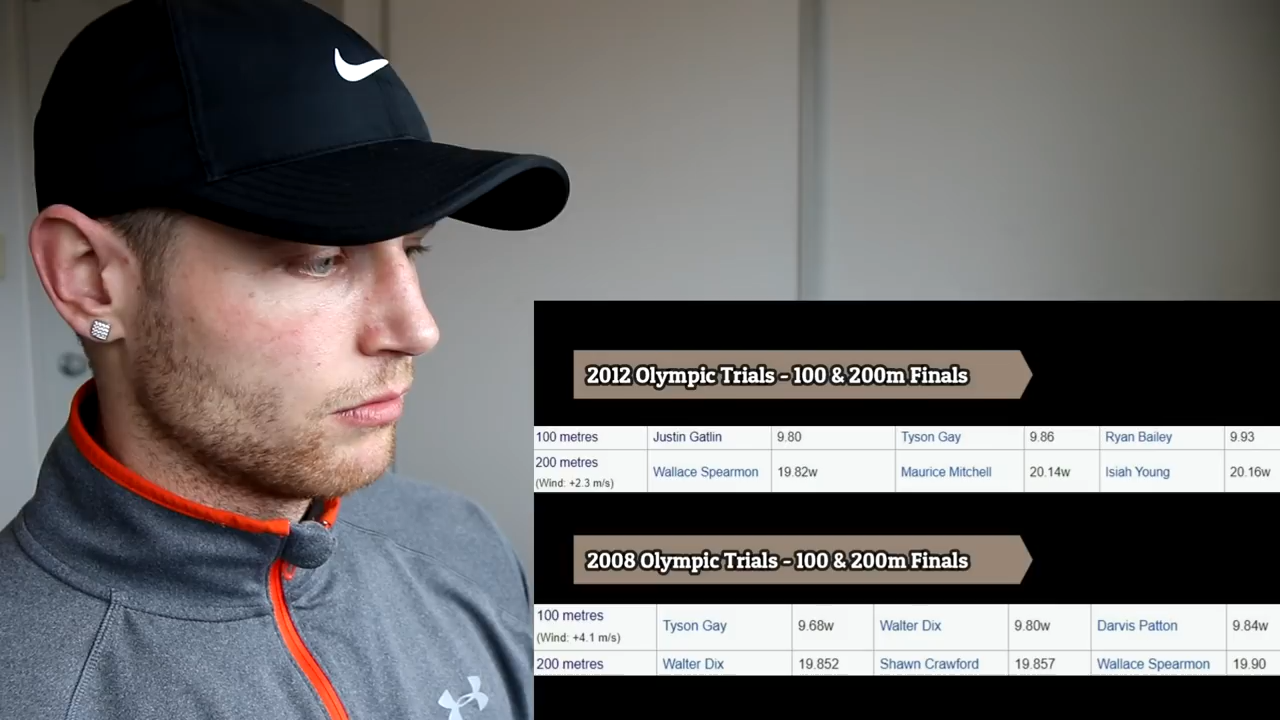 2012 Olympic Trials - 100 & 200m Finals
100 metres Justin Gatlin 9.80 Tyson Gay 9.86 Ryan Bailey 9.93
200 metres (Wind: +2.3 m/s) Wallace Spearmon 19.82w Maurice Mitchell 20.14w Isiah Young 20.16w
2008 Olympic Trials - 100 & 200m Finals
100 metres (Wind: +4.1 m/s) Tyson Gay 9.68w Walter Dix 9.80w Darvis Patton 9.84w
200 metres Walter Dix 19.852 Shawn Crawford 19.857 Wallace Spearmon 19.90